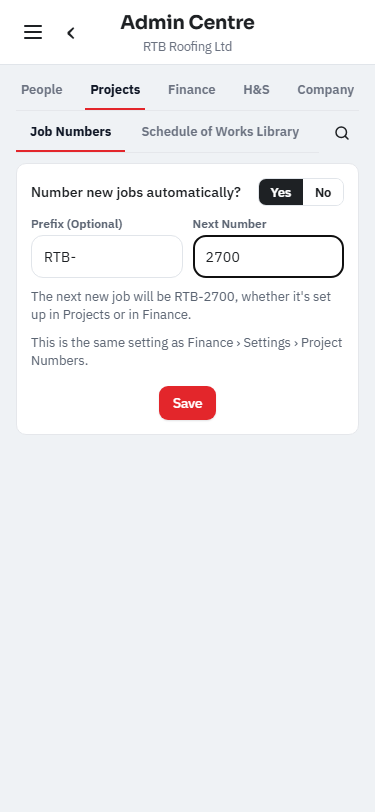 Admin Centre
RTB Roofing Ltd
People Projects Finance H&S Company
Job Numbers Schedule of Works Library
Number new jobs automatically? Yes No
Prefix (Optional) Next Number
RTB- 2700
The next new job will be RTB-2700, whether it's set
up in Projects or in Finance.
This is the same setting as Finance › Settings › Project
Numbers.
Save